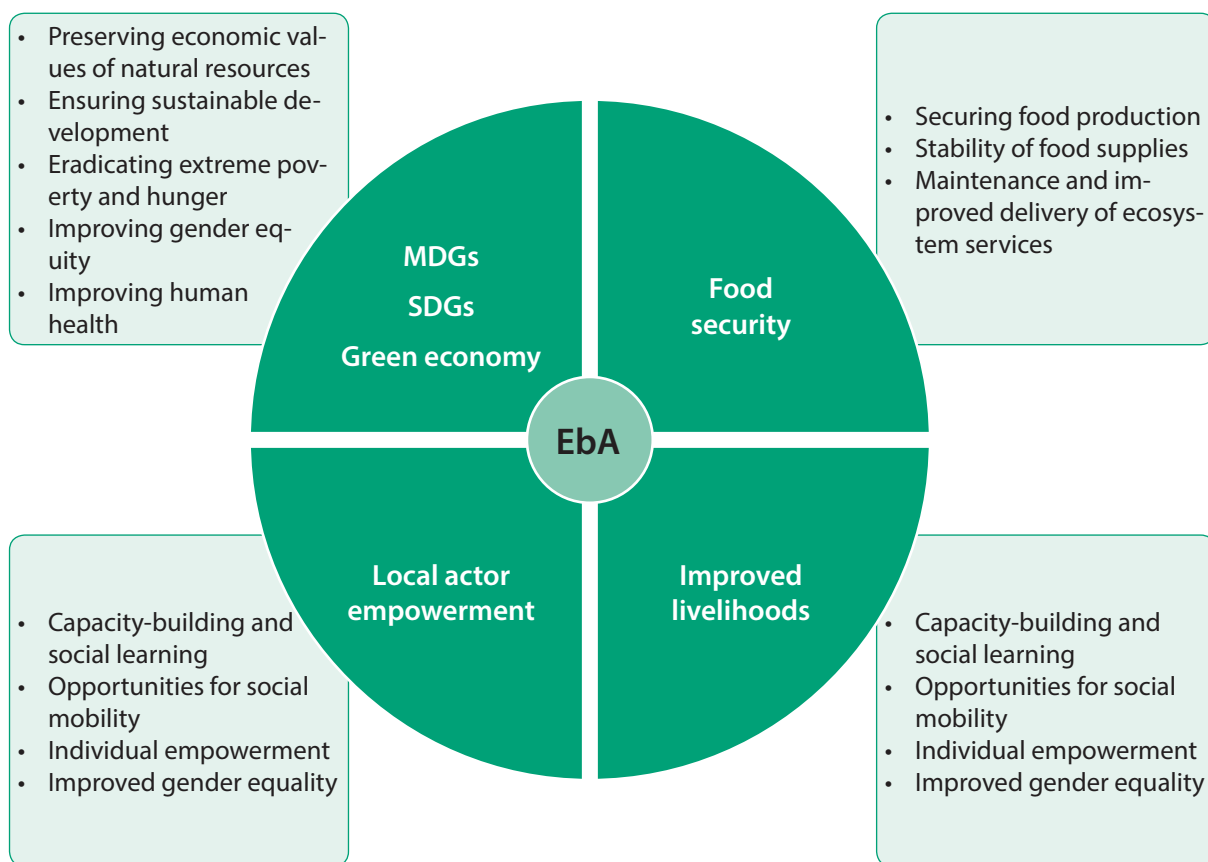 • Preserving economic val-
ues of natural resources
• Ensuring sustainable de-
velopment
• Eradicating extreme pov-
erty and hunger
• Improving gender eq-
uity
• Improving human
health
• Securing food production
• Stability of food supplies
• Maintenance and im-
proved delivery of ecosys-
tem services
MDGs
SDGs
Green economy
Food
security
EbA
Local actor
empowerment
Improved
livelihoods
• Capacity-building and
social learning
• Opportunities for social
mobility
• Individual empowerment
• Improved gender equality
• Capacity-building and
social learning
• Opportunities for social
mobility
• Individual empowerment
• Improved gender equality